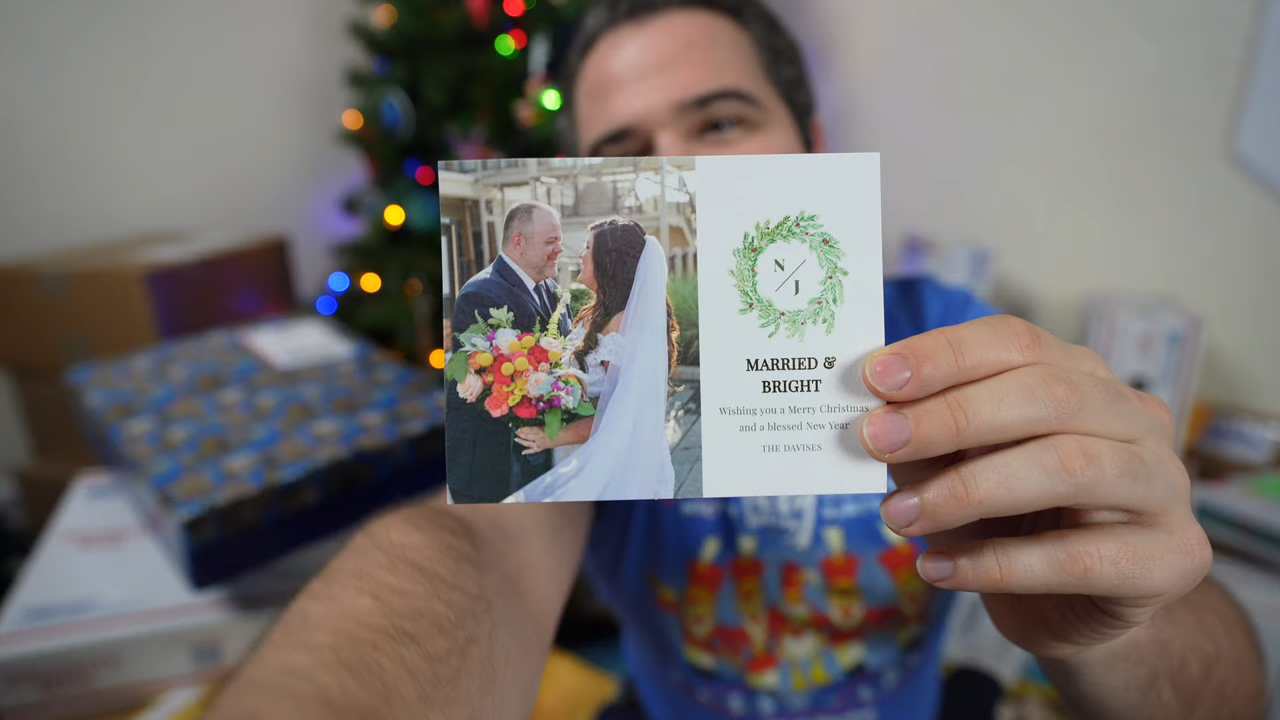 N
J
MARRIED &
BRIGHT
Wishing you a Merry Christmas
and a blessed New Year
THE DAVISES